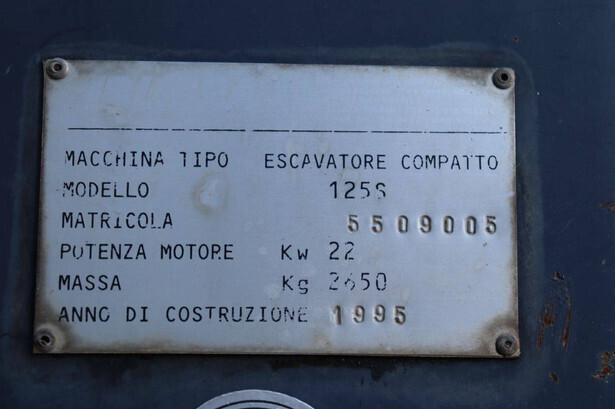 MACCHINA TIPO ESCAVATORE COMPATTO
MODELLO 125S
MATRICOLA 5509005
POTENZA MOTORE Kw 22
MASSA Kg 2650
ANNO DI COSTRUZIONE 1995